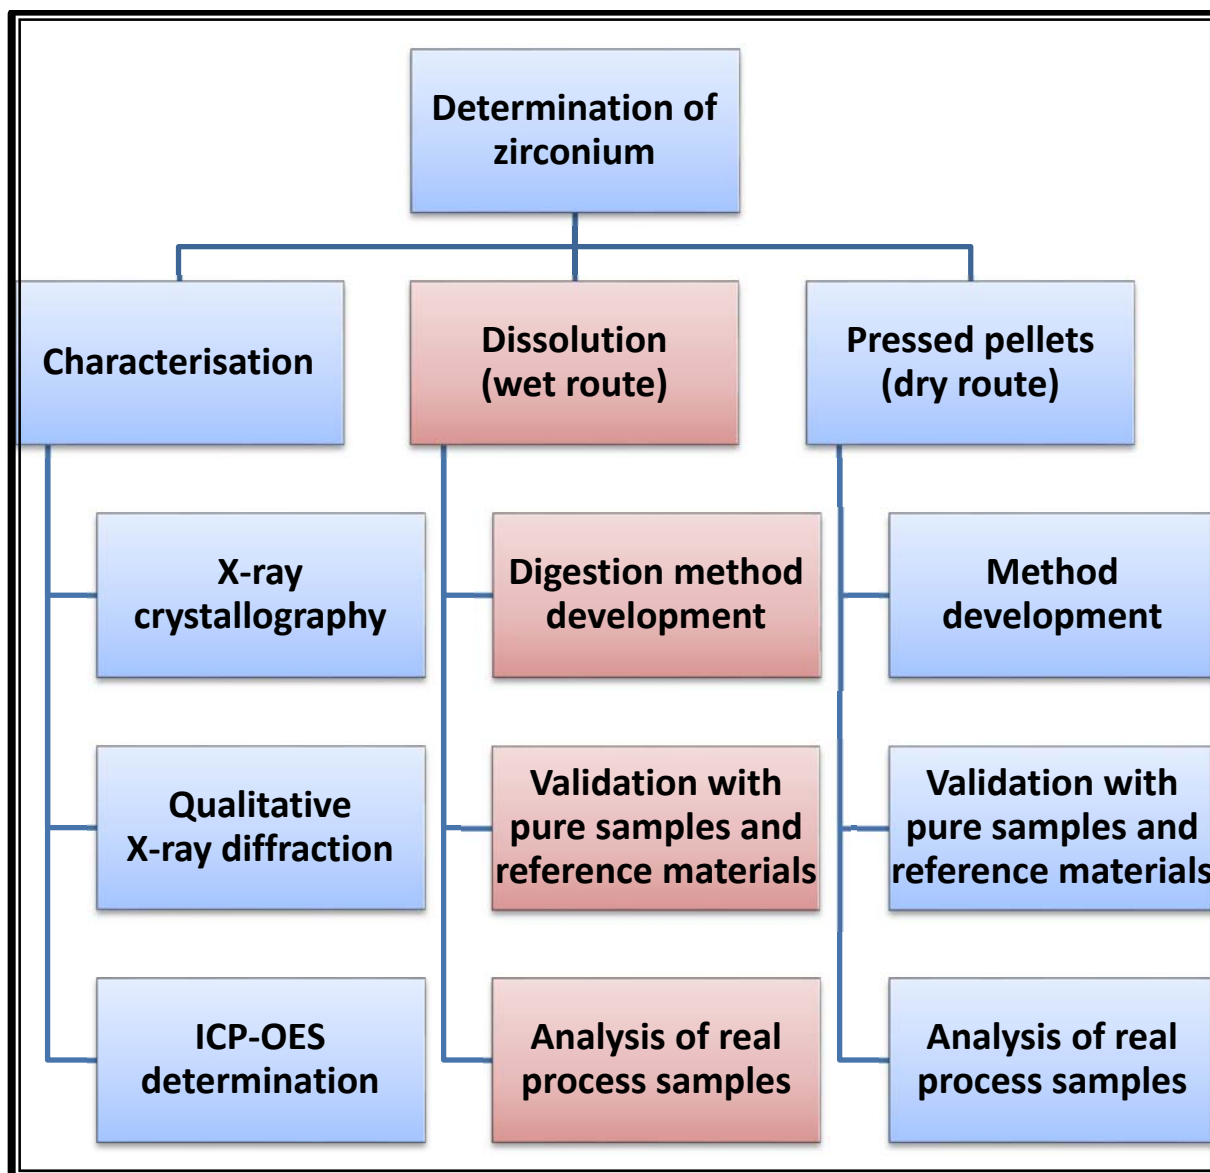 Determination of
zirconium
Characterisation
Dissolution
(wet route)
Pressed pellets
(dry route)
X-ray
crystallography
Digestion method
development
Method
development
Qualitative
X-ray diffraction
Validation with
pure samples and
reference materials
Validation with
pure samples and
reference materials
ICP-OES
determination
Analysis of real
process samples
Analysis of real
process samples